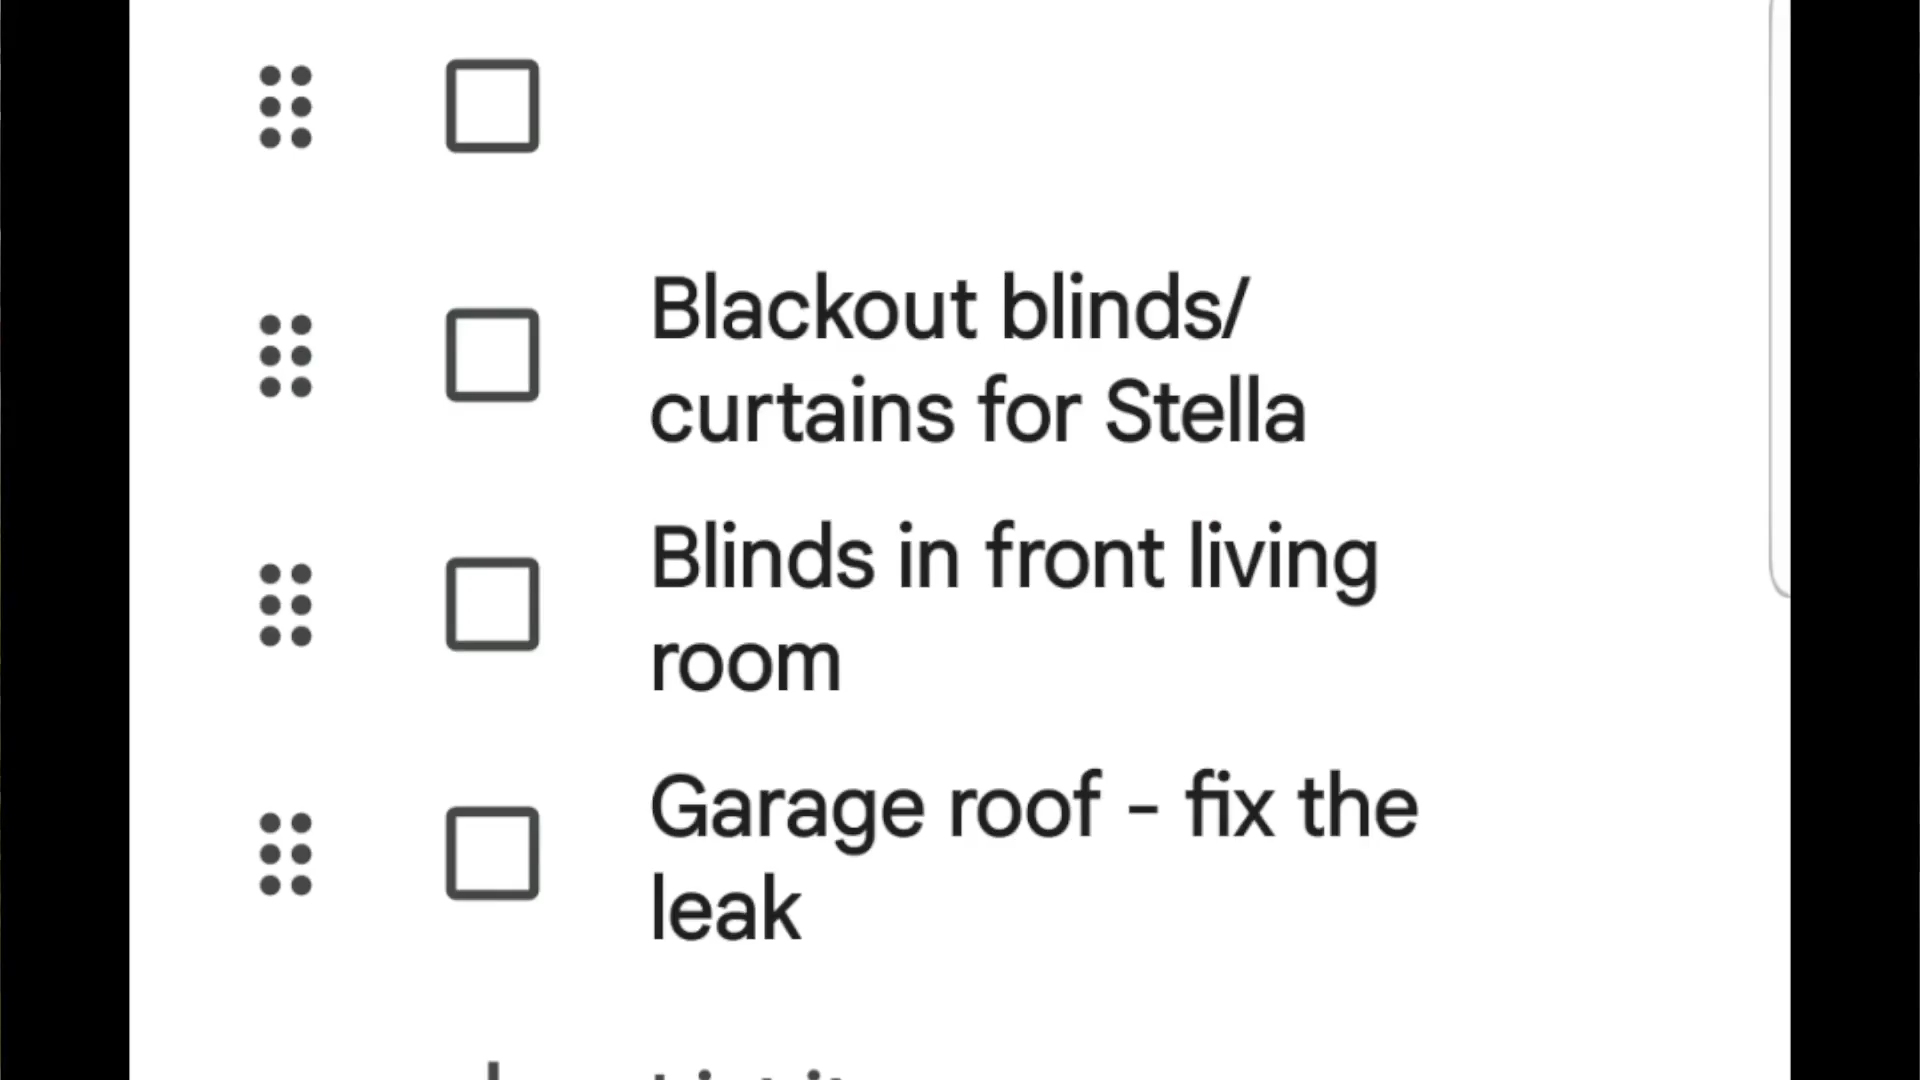 Blackout blinds/
curtains for Stella
Blinds in front living
room
Garage roof - fix the
leak